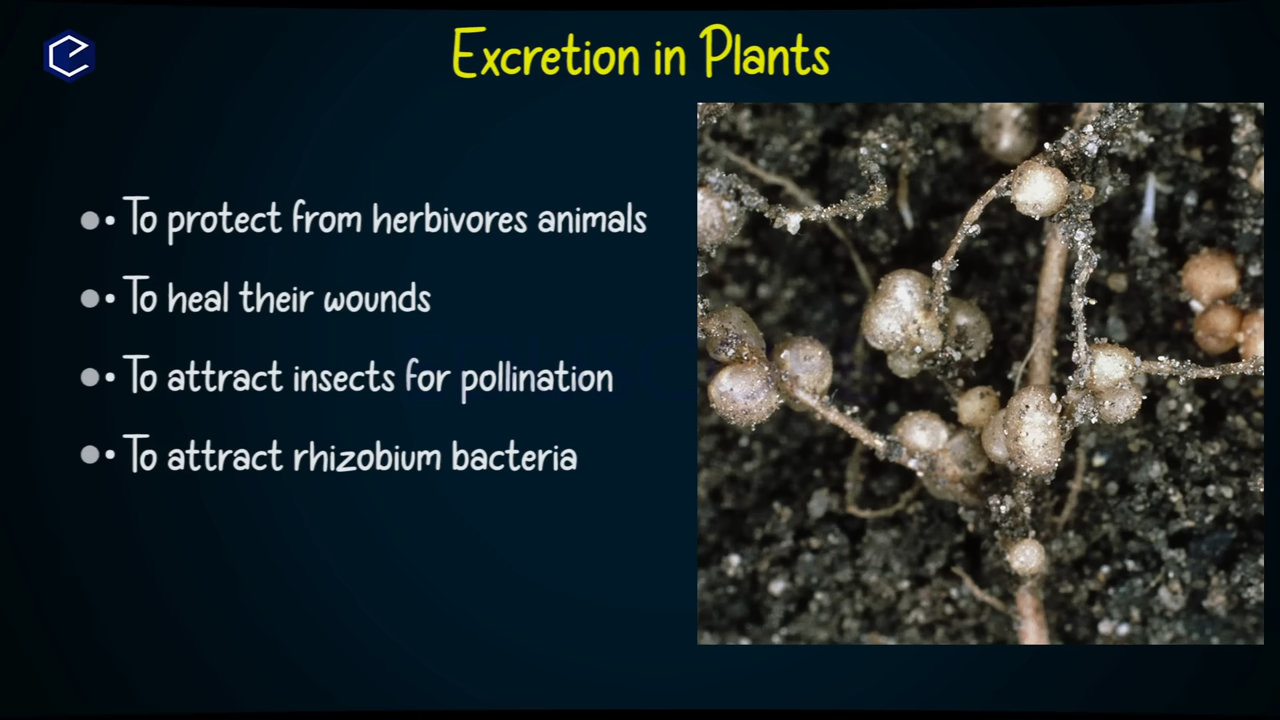 Excretion in Plants
• To protect from herbivores animals
• To heal their wounds
• To attract insects for pollination
• To attract rhizobium bacteria